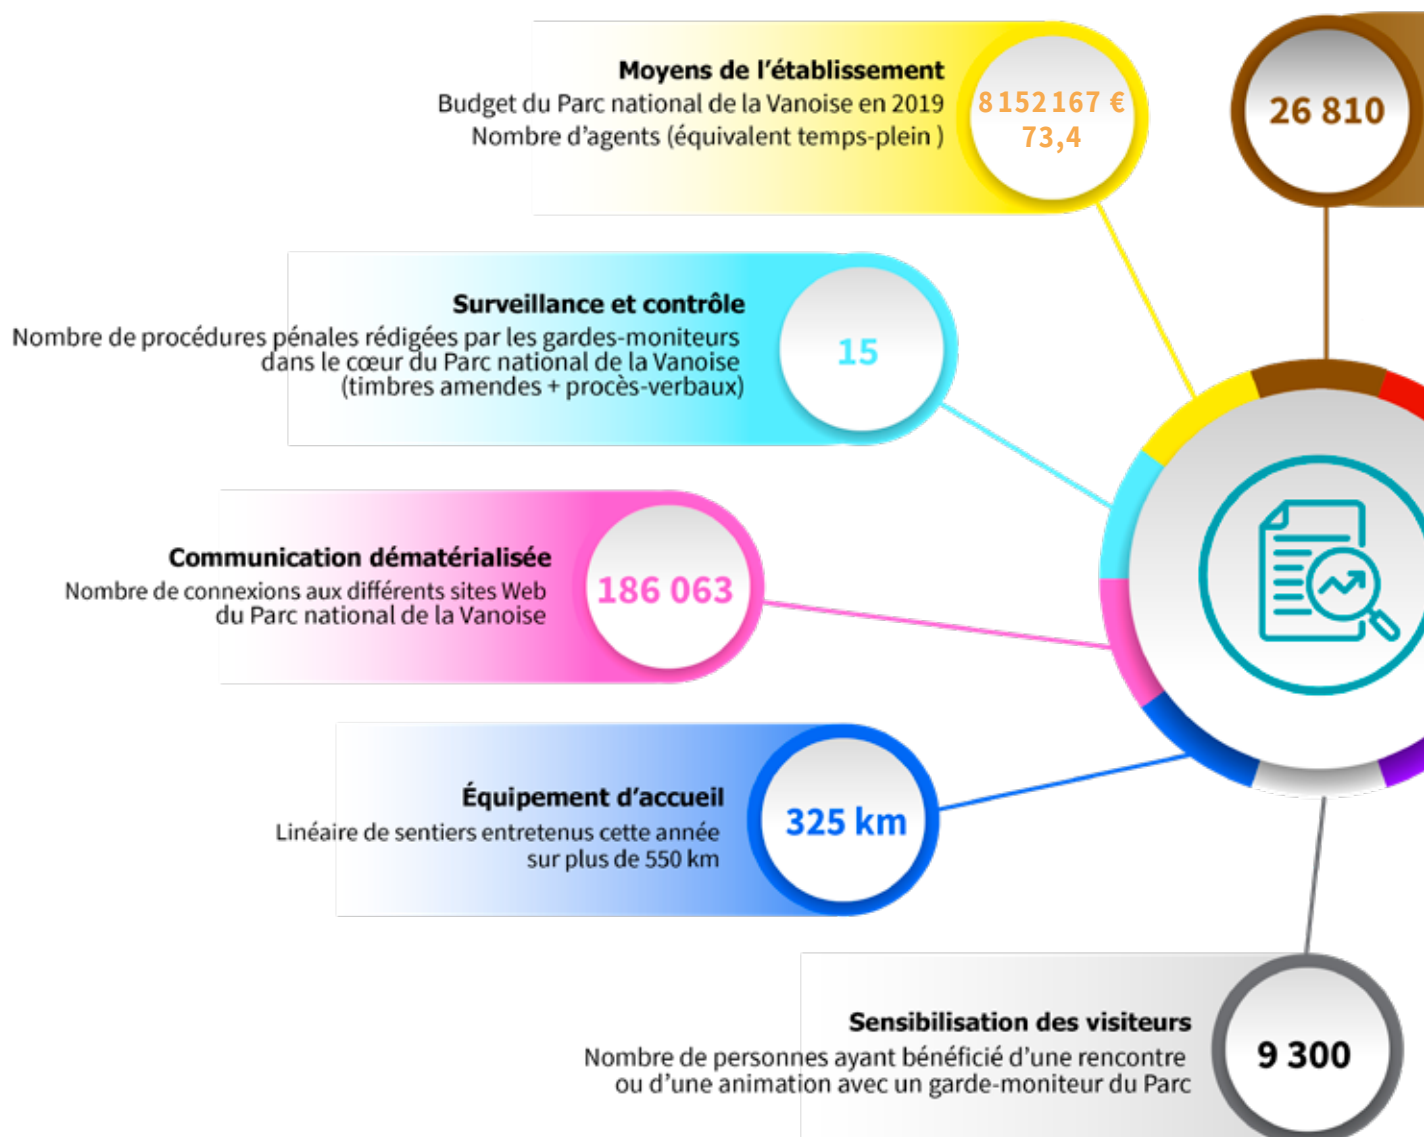 Moyens de l’établissement
Budget du Parc national de la Vanoise en 2019
Nombre d’agents (équivalent temps-plein )
8 152 167 €
73,4
26 810
Surveillance et contrôle
Nombre de procédures pénales rédigées par les gardes-moniteurs
dans le cœur du Parc national de la Vanoise
(timbres amendes + procès-verbaux)
15
Communication dématérialisée
Nombre de connexions aux différents sites Web
du Parc national de la Vanoise
186 063
Équipement d’accueil
Linéaire de sentiers entretenus cette année
sur plus de 550 km
325 km
Sensibilisation des visiteurs
Nombre de personnes ayant bénéficié d’une rencontre
ou d’une animation avec un garde-moniteur du Parc
9 300